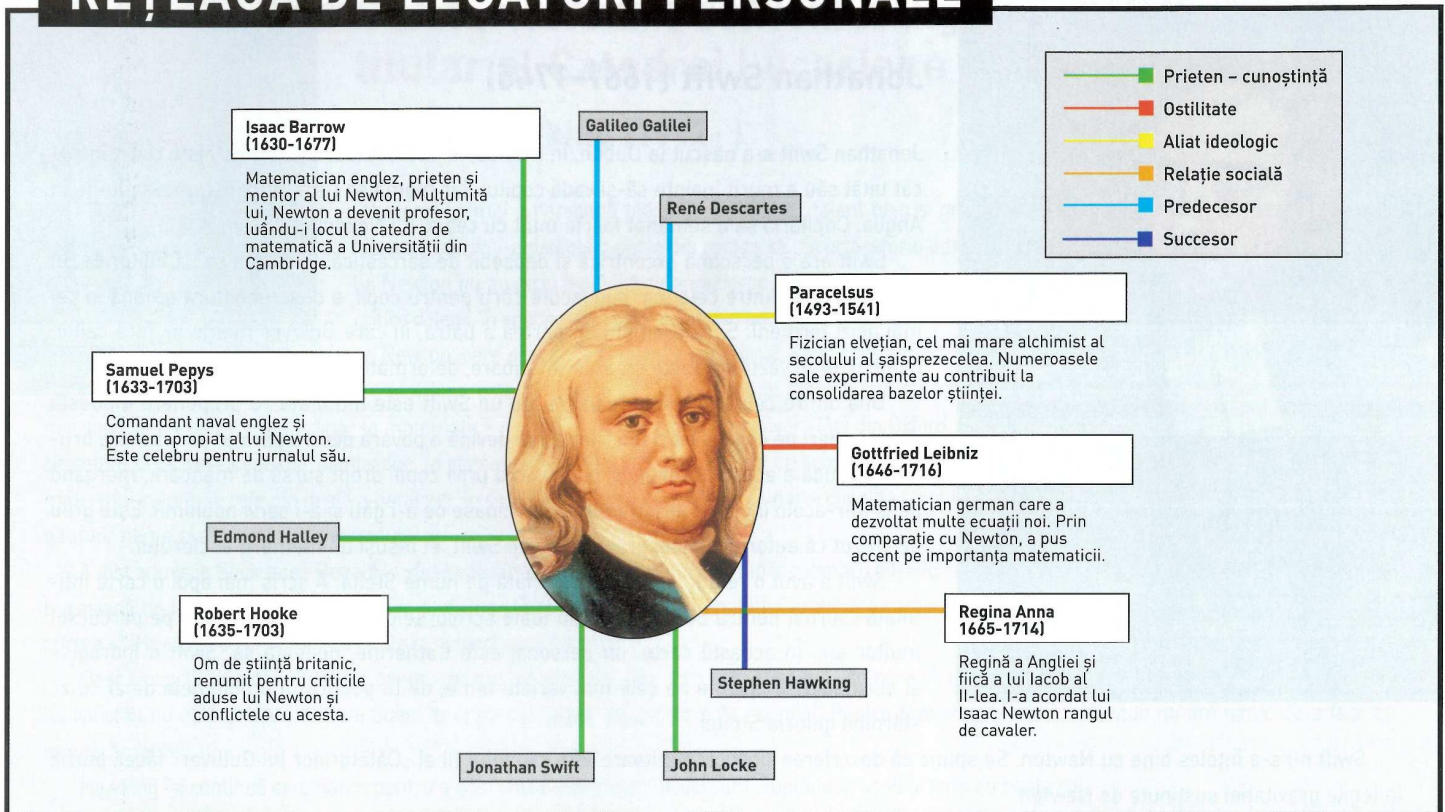 REȚEAUA DE LEGĂTURI PERSONALE
Prieten – cunoștință
Ostilitate
Aliat ideologic
Relație socială
Predecesor
Succesor
Isaac Barrow
(1630-1677)
Matematician englez, prieten și
mentor al lui Newton. Mulțumită
lui, Newton a devenit profesor,
luându-i locul la catedra de
matematică a Universității din
Cambridge.
Galileo Galilei
René Descartes
Paracelsus
(1493-1541)
Fizician elvețian, cel mai mare alchimist al
secolului al șaisprezecelea. Numeroasele
sale experimente au contribuit la
consolidarea bazelor științei.
Samuel Pepys
(1633-1703)
Comandant naval englez și
prieten apropiat al lui Newton.
Este celebru pentru jurnalul său.
Gottfried Leibniz
(1646-1716)
Matematician german care a
dezvoltat multe ecuații noi. Prin
comparație cu Newton, a pus
accent pe importanța matematicii.
Edmond Halley
Robert Hooke
(1635-1703)
Om de știință britanic,
renumit pentru criticile
aduse lui Newton și
conflictele cu acesta.
Regina Anna
1665-1714)
Regină a Angliei și
fiică a lui Iacob al
II-lea. I-a acordat lui
Isaac Newton rangul
de cavaler.
Stephen Hawking
Jonathan Swift
John Locke